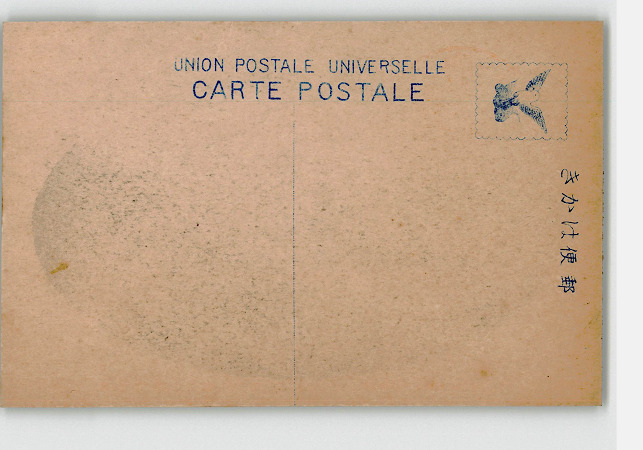 UNION POSTALE UNIVERSELLE
CARTE POSTALE
郵便はかき